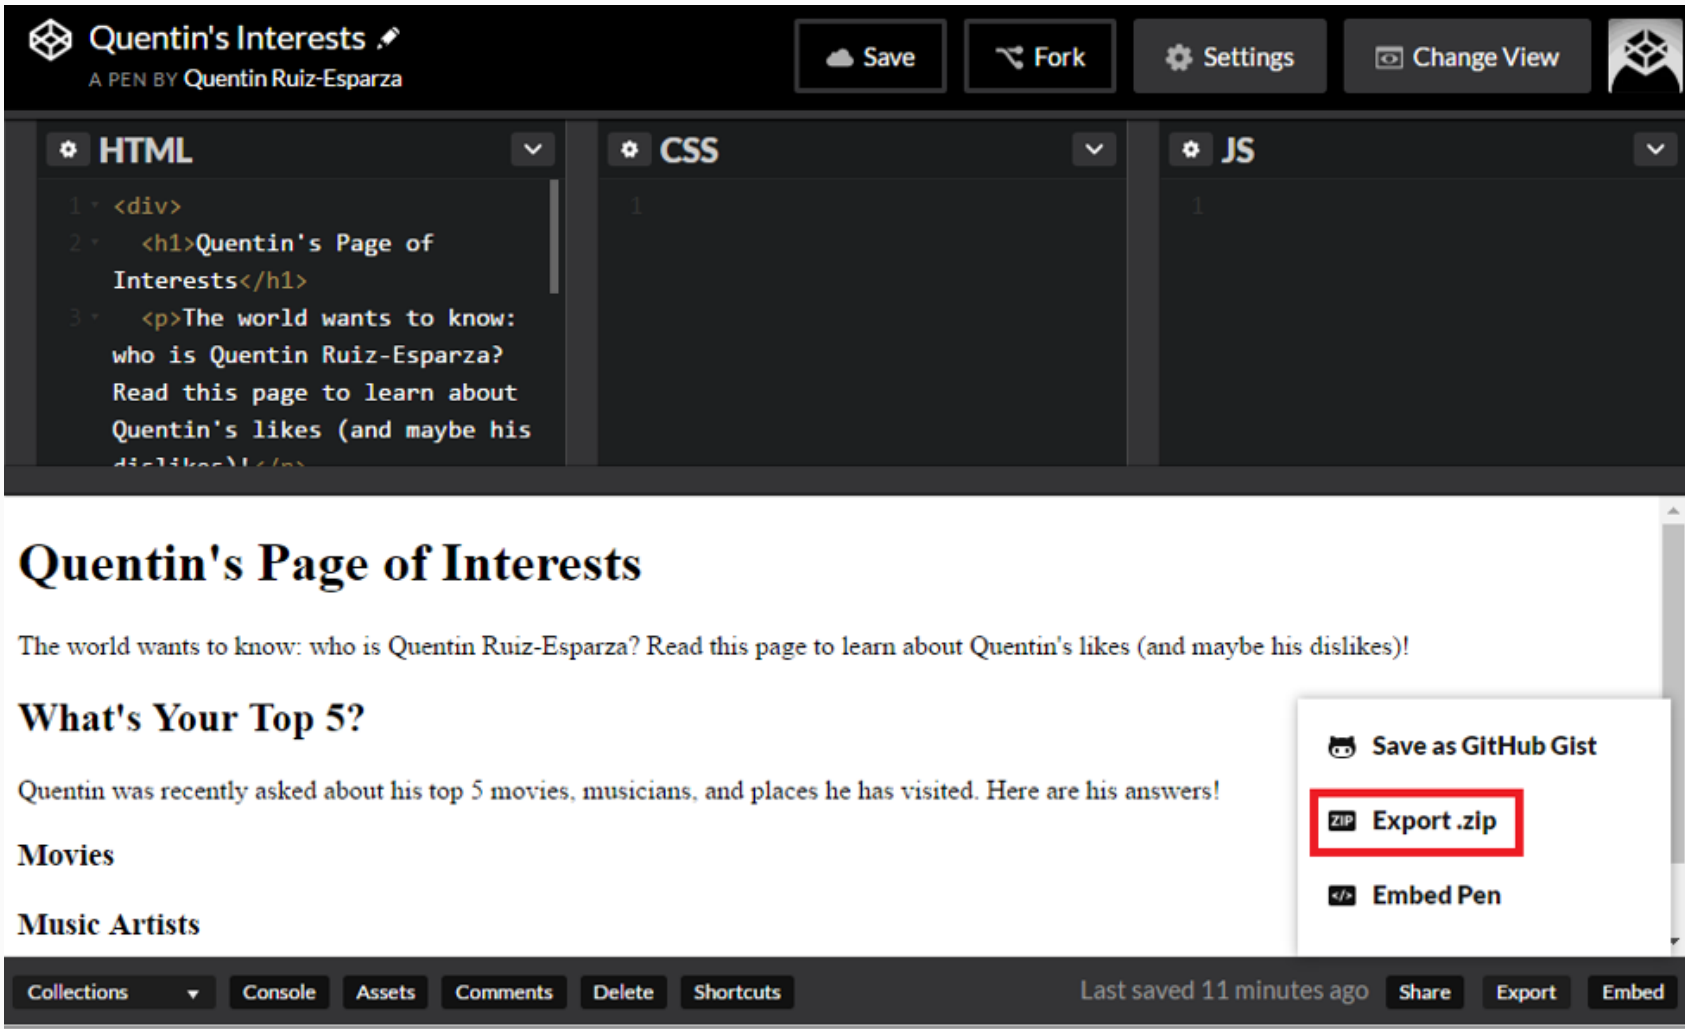 Quentin's Interests
A PEN BY Quentin Ruiz-Esparza
Save
Fork
Settings
Change View
HTML
1 <div>
2 <h1>Quentin's Page of
Interests</h1>
3 <p>The world wants to know:
who is Quentin Ruiz-Esparza?
Read this page to learn about
Quentin's likes (and maybe his
dislikes)!</p>
CSS
1
JS
1
Quentin's Page of Interests
The world wants to know: who is Quentin Ruiz-Esparza? Read this page to learn about Quentin's likes (and maybe his dislikes)!
What's Your Top 5?
Quentin was recently asked about his top 5 movies, musicians, and places he has visited. Here are his answers!
Movies
Music Artists
Save as GitHub Gist
ZIP Export .zip
</> Embed Pen
Collections
Console
Assets
Comments
Delete
Shortcuts
Last saved 11 minutes ago
Share
Export
Embed